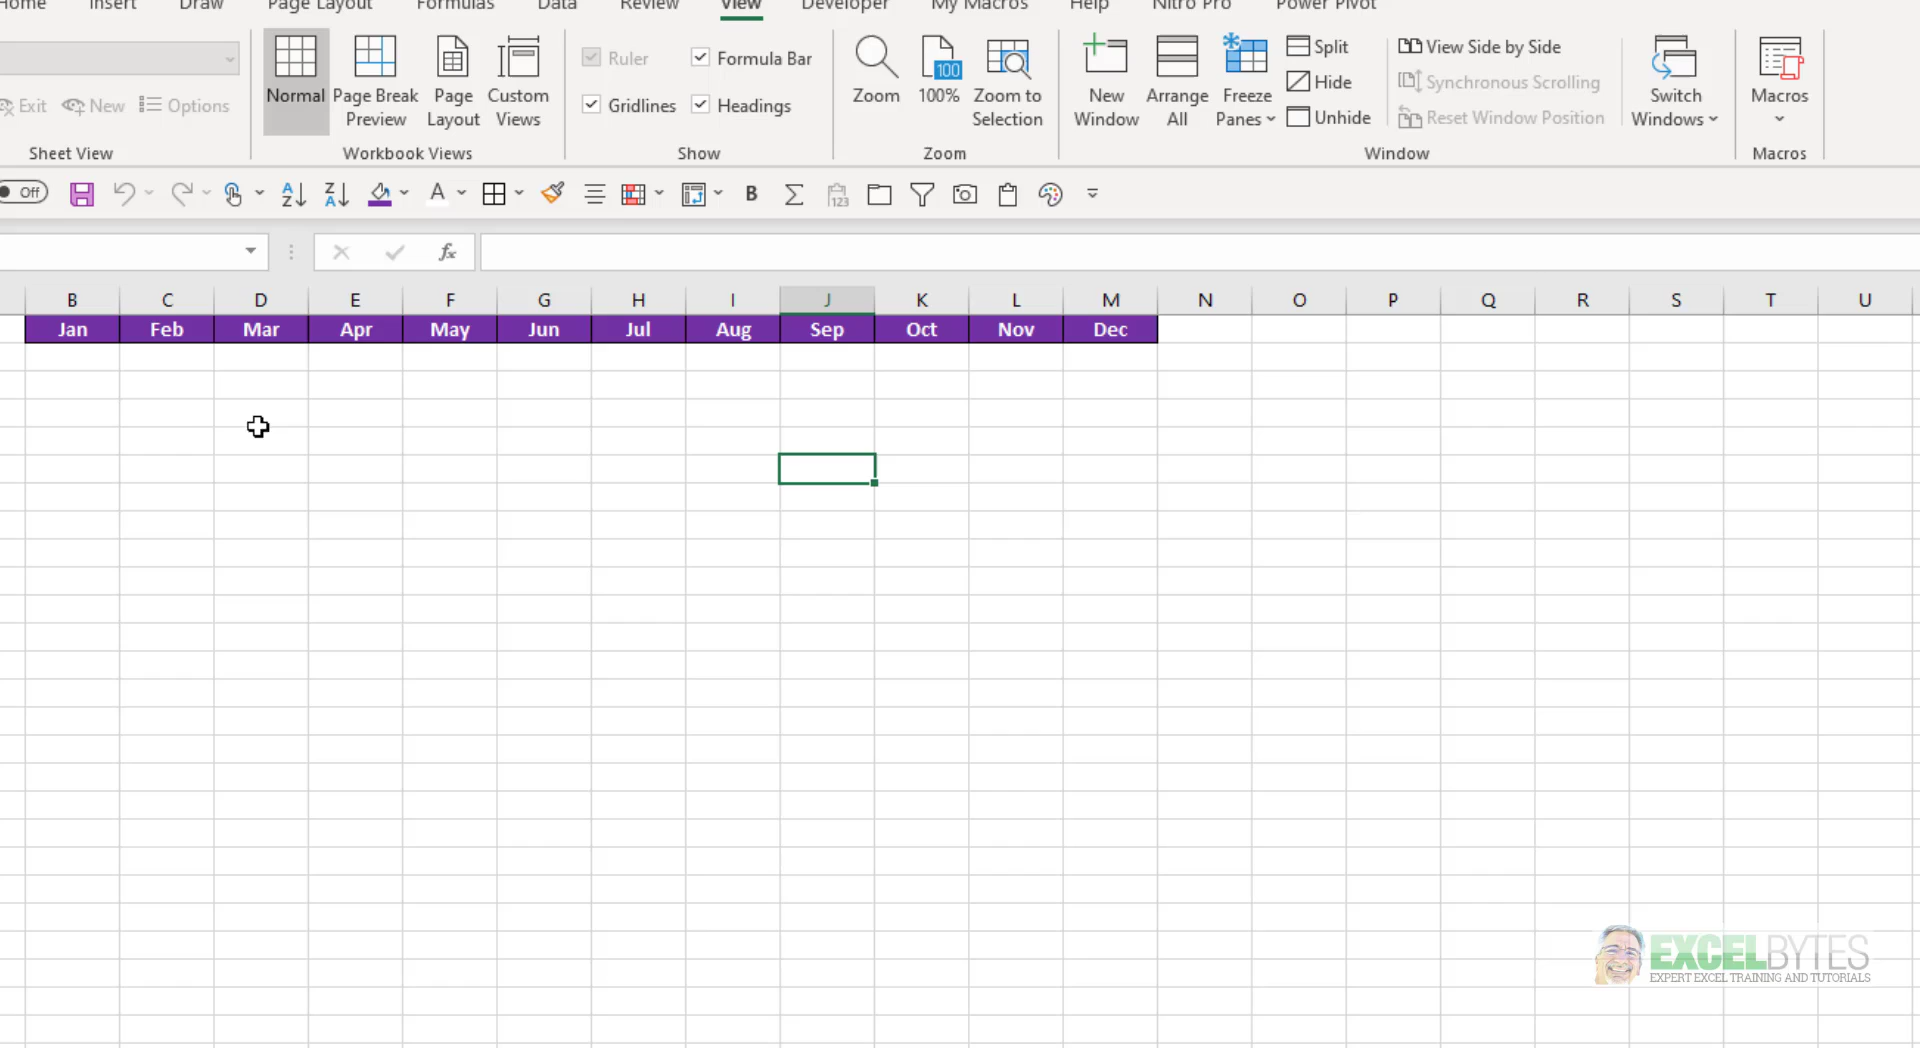 Home Insert Draw Page Layout Formulas Data Review View Developer My Macros Help Nitro Pro Power Pivot
Exit New Options
Normal
Page Break Preview
Page Layout
Custom Views
Ruler
Formula Bar
Gridlines
Headings
Zoom
100
100%
Zoom to Selection
New Window
Arrange All
Freeze Panes
Split
Hide
Unhide
View Side by Side
Synchronous Scrolling
Reset Window Position
Switch Windows
Macros
Sheet View Workbook Views Show Zoom Window Macros
Off A Z Z A A B 123
fx
B C D E F G H I J K L M N O P Q R S T U
Jan Feb Mar Apr May Jun Jul Aug Sep Oct Nov Dec
EXCELBYTES
EXPERT EXCEL TRAINING AND TUTORIALS